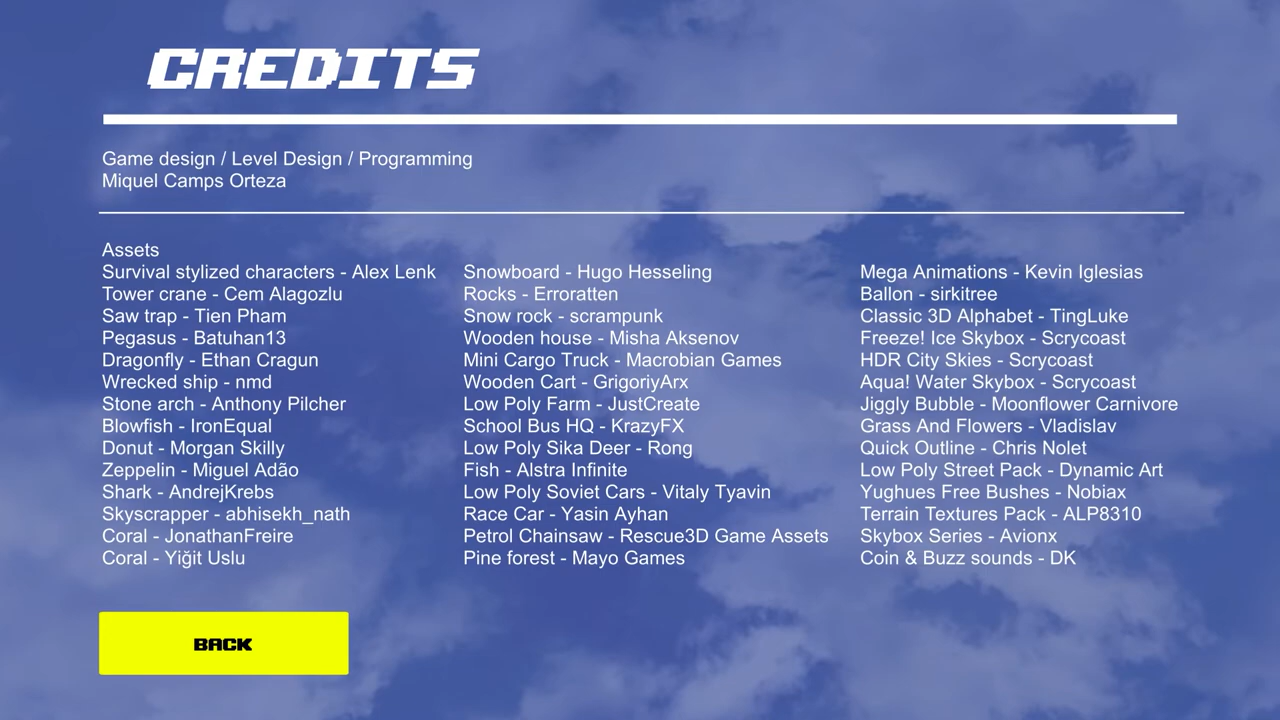 CREDITS
Game design / Level Design / Programming
Miquel Camps Orteza
Assets
Survival stylized characters - Alex Lenk
Tower crane - Cem Alagozlu
Saw trap - Tien Pham
Pegasus - Batuhan13
Dragonfly - Ethan Cragun
Wrecked ship - nmd
Stone arch - Anthony Pilcher
Blowfish - IronEqual
Donut - Morgan Skilly
Zeppelin - Miguel Adão
Shark - AndrejKrebs
Skyscrapper - abhisekh_nath
Coral - JonathanFreire
Coral - Yiğit Uslu
Snowboard - Hugo Hesseling
Rocks - Erroratten
Snow rock - scrampunk
Wooden house - Misha Aksenov
Mini Cargo Truck - Macrobian Games
Wooden Cart - GrigoriyArx
Low Poly Farm - JustCreate
School Bus HQ - KrazyFX
Low Poly Sika Deer - Rong
Fish - Alstra Infinite
Low Poly Soviet Cars - Vitaly Tyavin
Race Car - Yasin Ayhan
Petrol Chainsaw - Rescue3D Game Assets
Pine forest - Mayo Games
Mega Animations - Kevin Iglesias
Ballon - sirkitree
Classic 3D Alphabet - TingLuke
Freeze! Ice Skybox - Scrycoast
HDR City Skies - Scrycoast
Aqua! Water Skybox - Scrycoast
Jiggly Bubble - Moonflower Carnivore
Grass And Flowers - Vladislav
Quick Outline - Chris Nolet
Low Poly Street Pack - Dynamic Art
Yughues Free Bushes - Nobiax
Terrain Textures Pack - ALP8310
Skybox Series - Avionx
Coin & Buzz sounds - DK
BACK